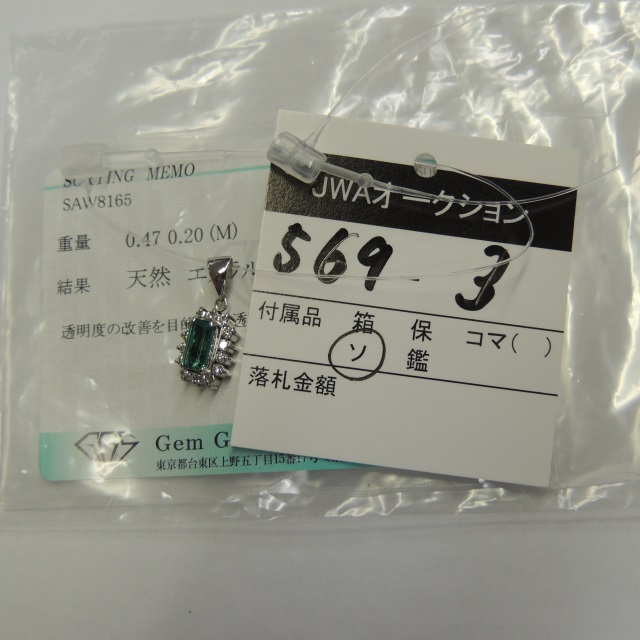 SORTING MEMO
SAW8165
重量 0.47 0.20 (M)
結果 天然 エ
透明度の改善を目
Gem G
東京都台東区上野五丁目15番
JWAオークション
569-3
付属品 箱 保 コマ( )
ソ 鑑
落札金額